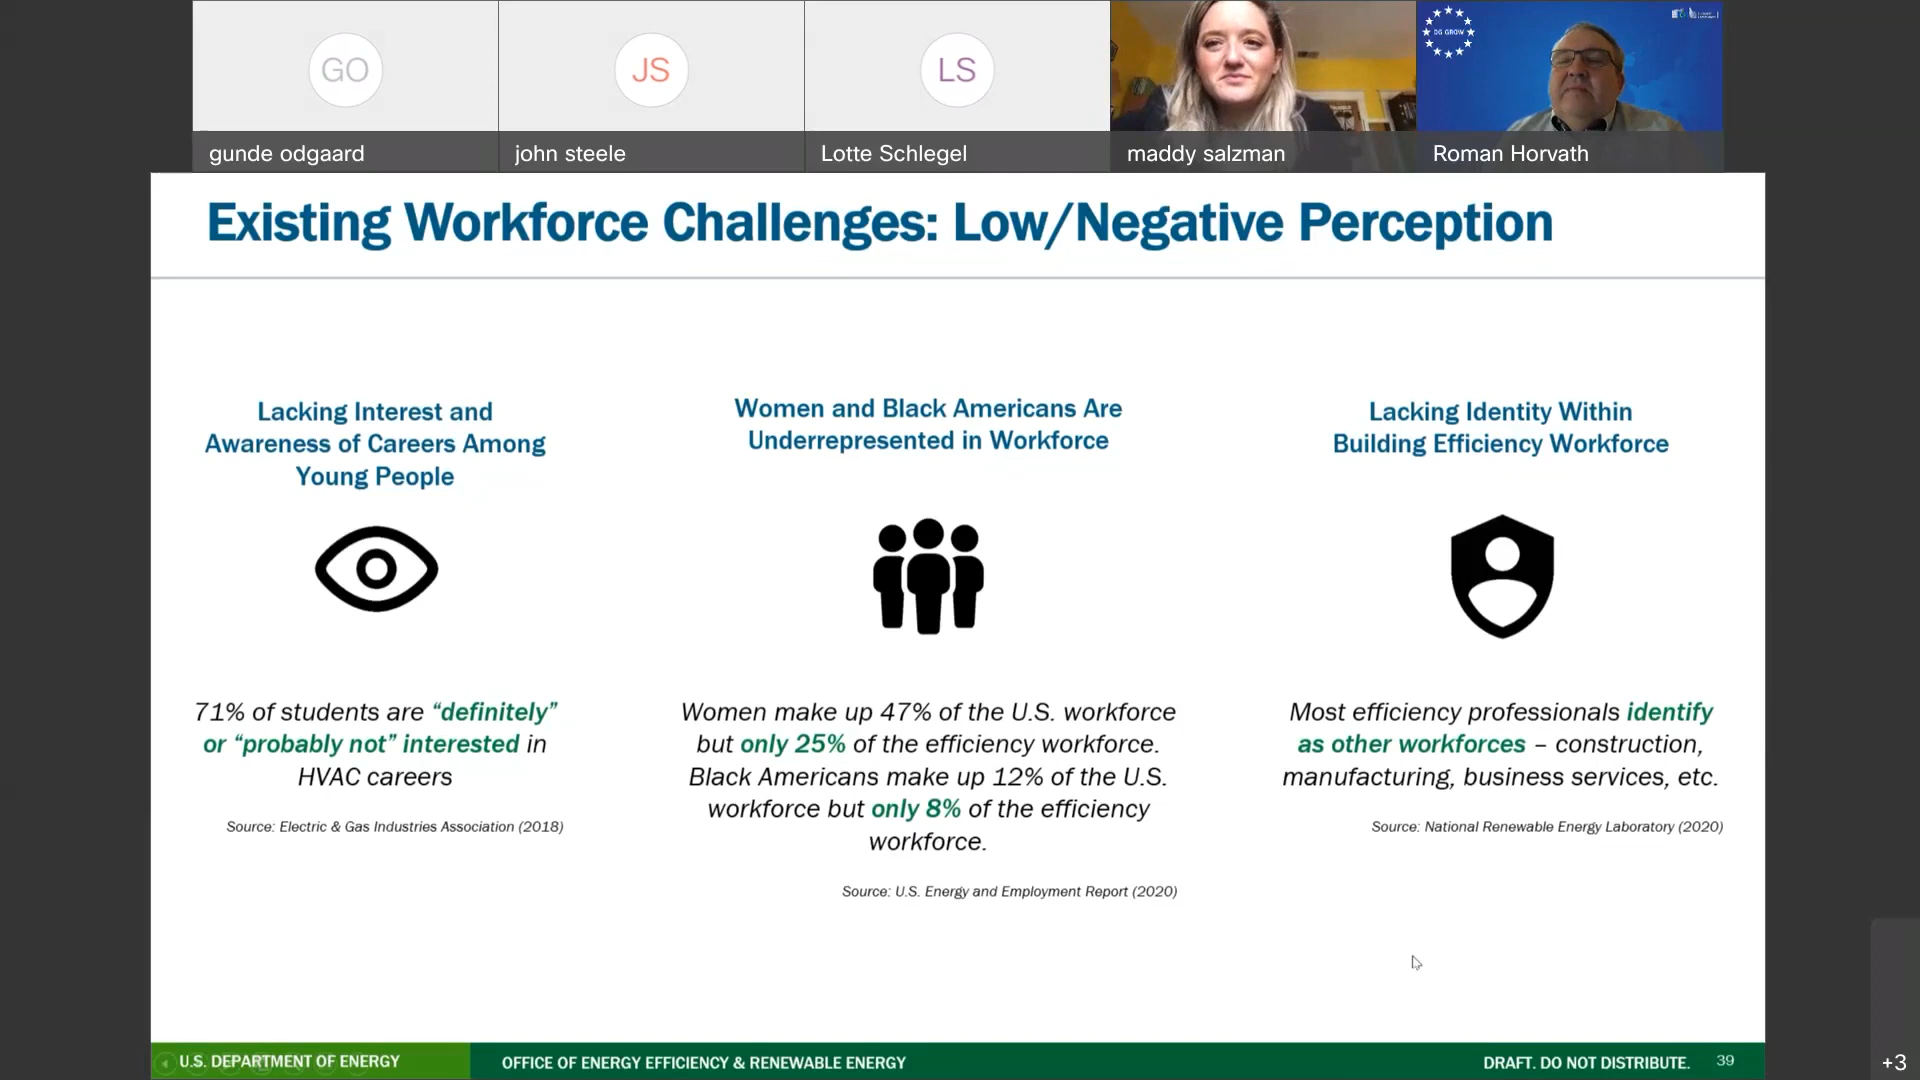 GO
JS
LS
DG GROW
gunde odgaard
john steele
Lotte Schlegel
maddy salzman
Roman Horvath
Existing Workforce Challenges: Low/Negative Perception
Lacking Interest and
Awareness of Careers Among
Young People
71% of students are “definitely”
or “probably not” interested in
HVAC careers
Source: Electric & Gas Industries Association (2018)
Women and Black Americans Are
Underrepresented in Workforce
Women make up 47% of the U.S. workforce
but only 25% of the efficiency workforce.
Black Americans make up 12% of the U.S.
workforce but only 8% of the efficiency
workforce.
Source: U.S. Energy and Employment Report (2020)
Lacking Identity Within
Building Efficiency Workforce
Most efficiency professionals identify
as other workforces – construction,
manufacturing, business services, etc.
Source: National Renewable Energy Laboratory (2020)
U.S. DEPARTMENT OF ENERGY
OFFICE OF ENERGY EFFICIENCY & RENEWABLE ENERGY
DRAFT. DO NOT DISTRIBUTE.
39
+3